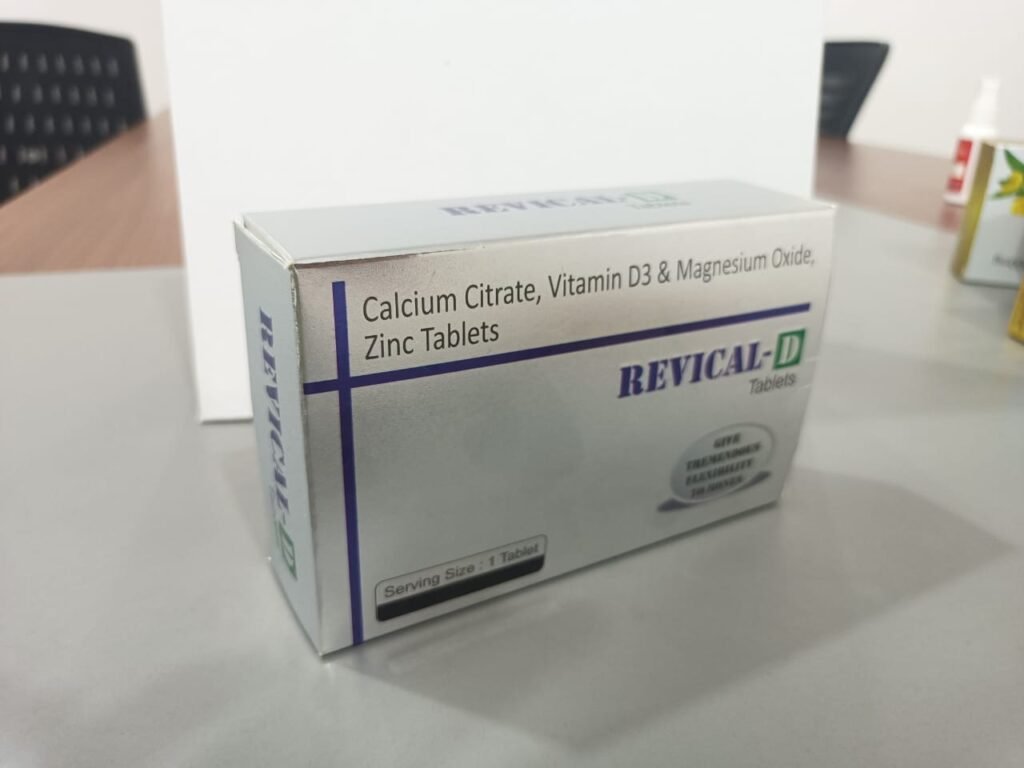 REVICAL-D
Tablets
Calcium Citrate, Vitamin D3 & Magnesium Oxide,
Zinc Tablets
REVICAL-D
Tablets
GIVE
TREMENDOUS
FLEXIBILITY
TO BONES
Serving Size : 1 Tablet
REVICAL-D